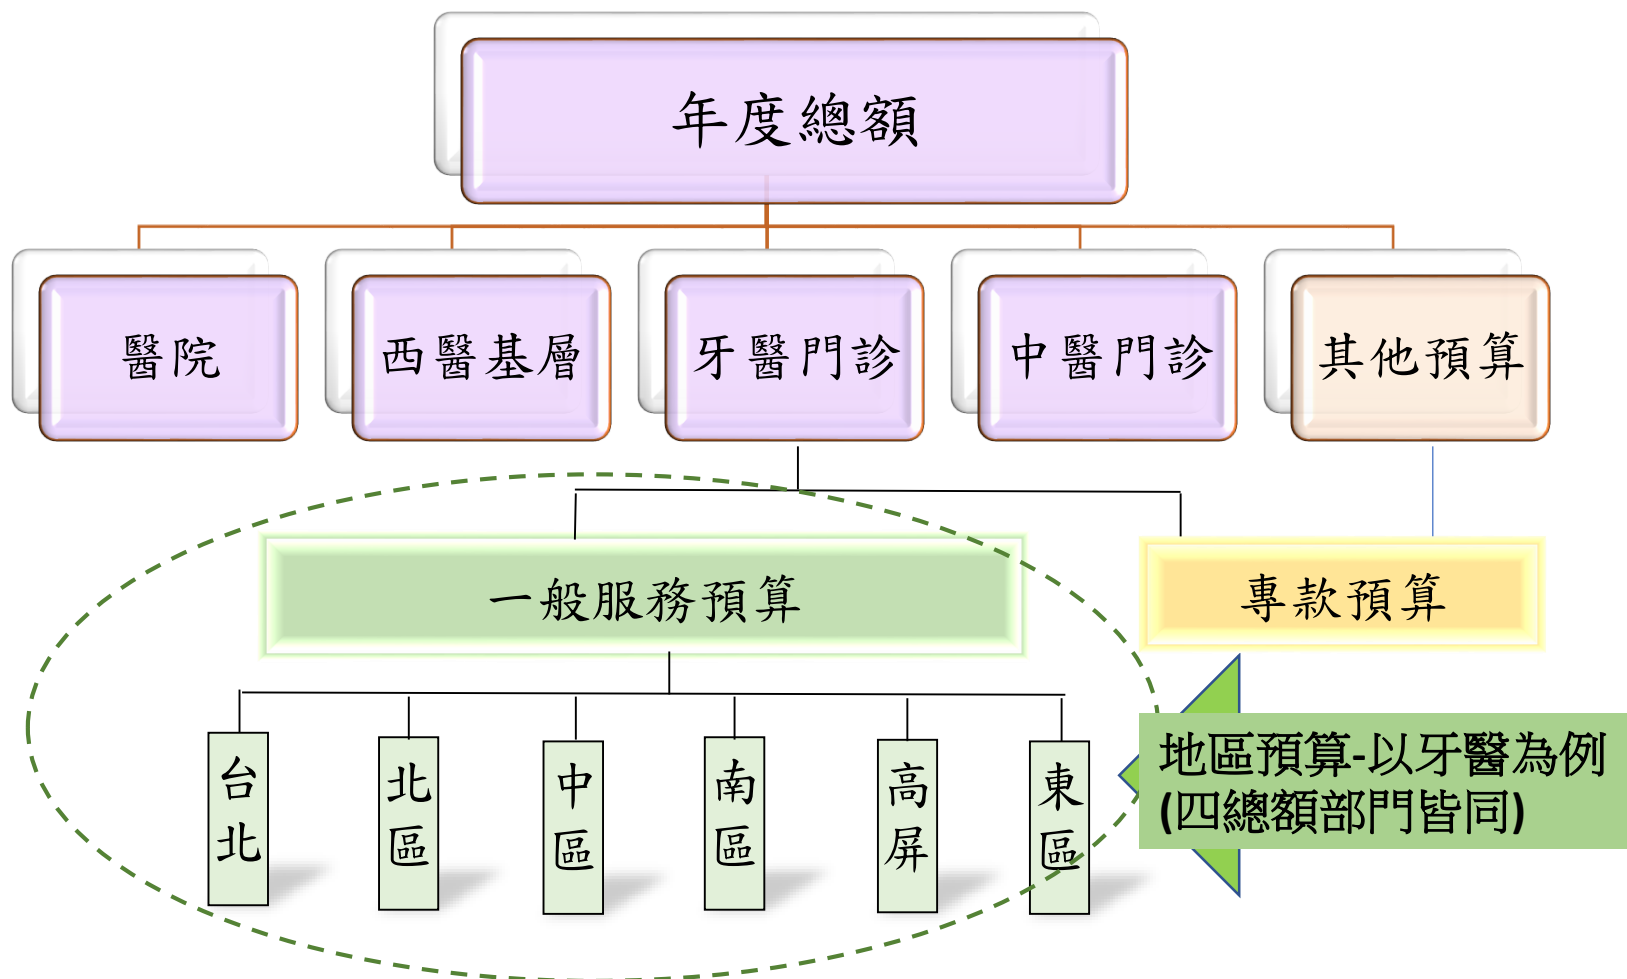 年度總額
醫院
西醫基層
牙醫門診
中醫門診
其他預算
一般服務預算
專款預算
台北
北區
中區
南區
高屏
東區
地區預算-以牙醫為例
(四總額部門皆同)